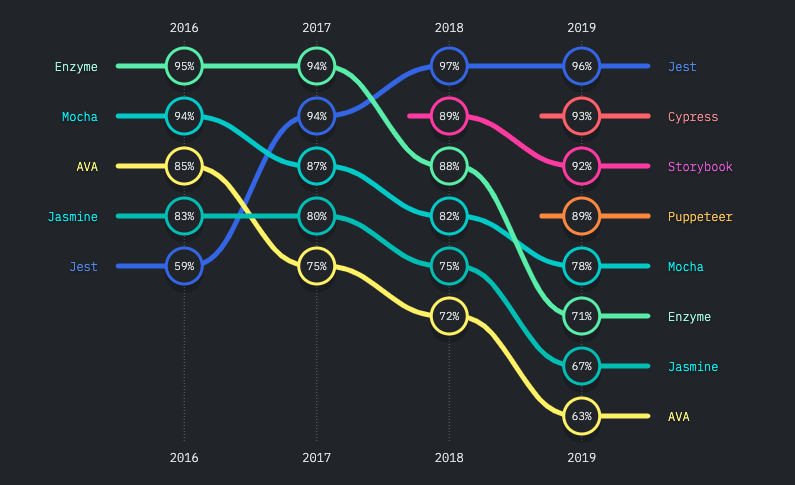 2016 2017 2018 2019
Enzyme 95% 94% 97% 96% Jest
Mocha 94% 94% 89% 93% Cypress
AVA 85% 87% 88% 92% Storybook
Jasmine 83% 80% 82% 89% Puppeteer
Jest 59% 75% 75% 78% Mocha
72% 71% Enzyme
67% Jasmine
63% AVA
2016 2017 2018 2019